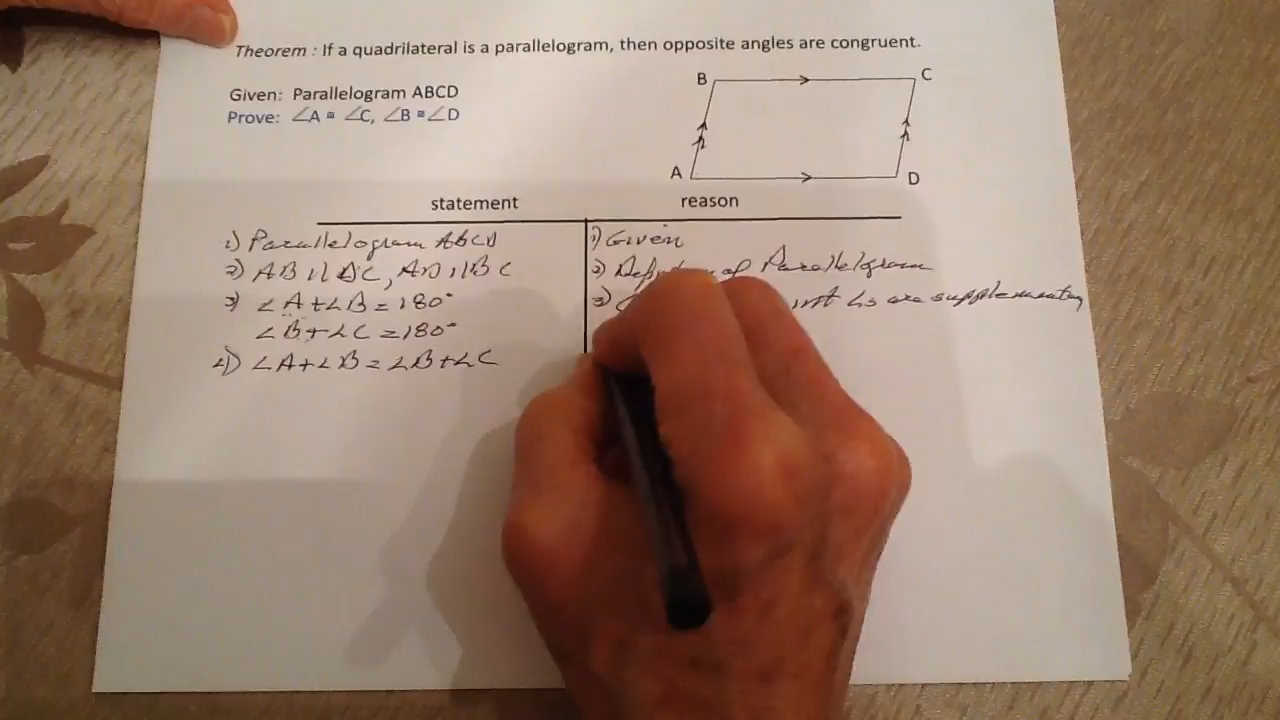 Theorem : If a quadrilateral is a parallelogram, then opposite angles are congruent.
Given: Parallelogram ABCD
Prove: ∠A ≅ ∠C, ∠B ≅ ∠D
B
C
A
D
statement
reason
1) Parallelogram ABCD
1) Given
2) AB || DC, AD || BC
2) of Parallelogram
3) ∠A + ∠B = 180°
3) ∠s are supplementary
∠B + ∠C = 180°
4) ∠A + ∠B = ∠B + ∠C